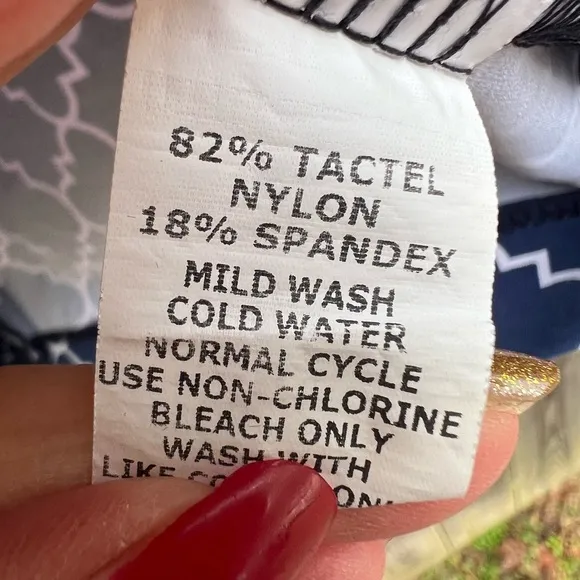 82% TACTEL
NYLON
18% SPANDEX
MILD WASH
COLD WATER
NORMAL CYCLE
USE NON-CHLORINE
BLEACH ONLY
WASH WITH
LIKE